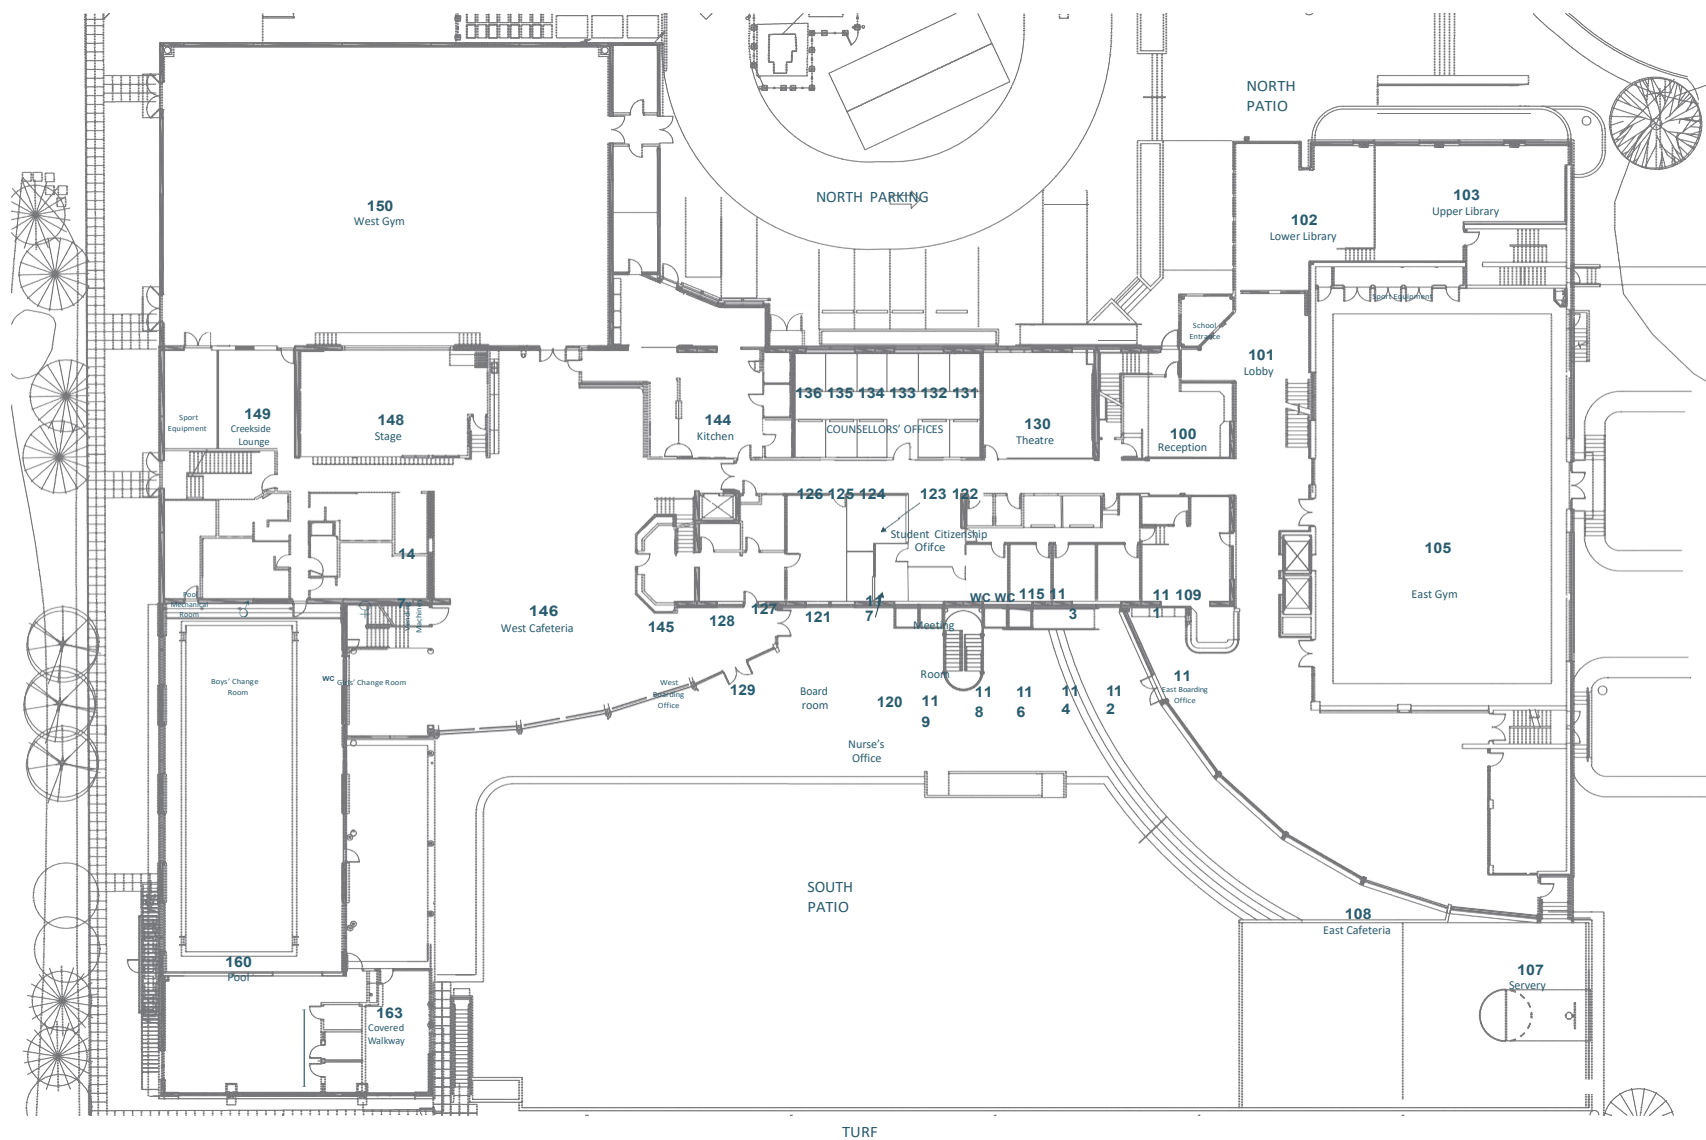 NORTH
PATIO
NORTH PARKING
150
West Gym
103
Upper Library
102
Lower Library
Sport Equipment
School
Entrance
101
Lobby
136 135 134 133 132 131
COUNSELLORS' OFFICES
130
Theatre
100
Reception
144
Kitchen
148
Stage
149
Creekside
Lounge
Sport
Equipment
126 125 124 123 122
Student Citizenship
Ofifce
105
East Gym
14
7
Pool
Mechanical
Room
146
West Cafeteria
145
128
127
121
11
7
WC WC
115
11
3
11
1
109
Meeting
Room
Boys' Change
Room
WC
Girls' Change Room
West
Boarding
Office
129
Board
room
120
11
9
11
8
11
6
11
4
11
2
11
East Boarding
Office
Nurse's
Office
SOUTH
PATIO
108
East Cafeteria
107
Servery
160
Pool
163
Covered
Walkway
TURF